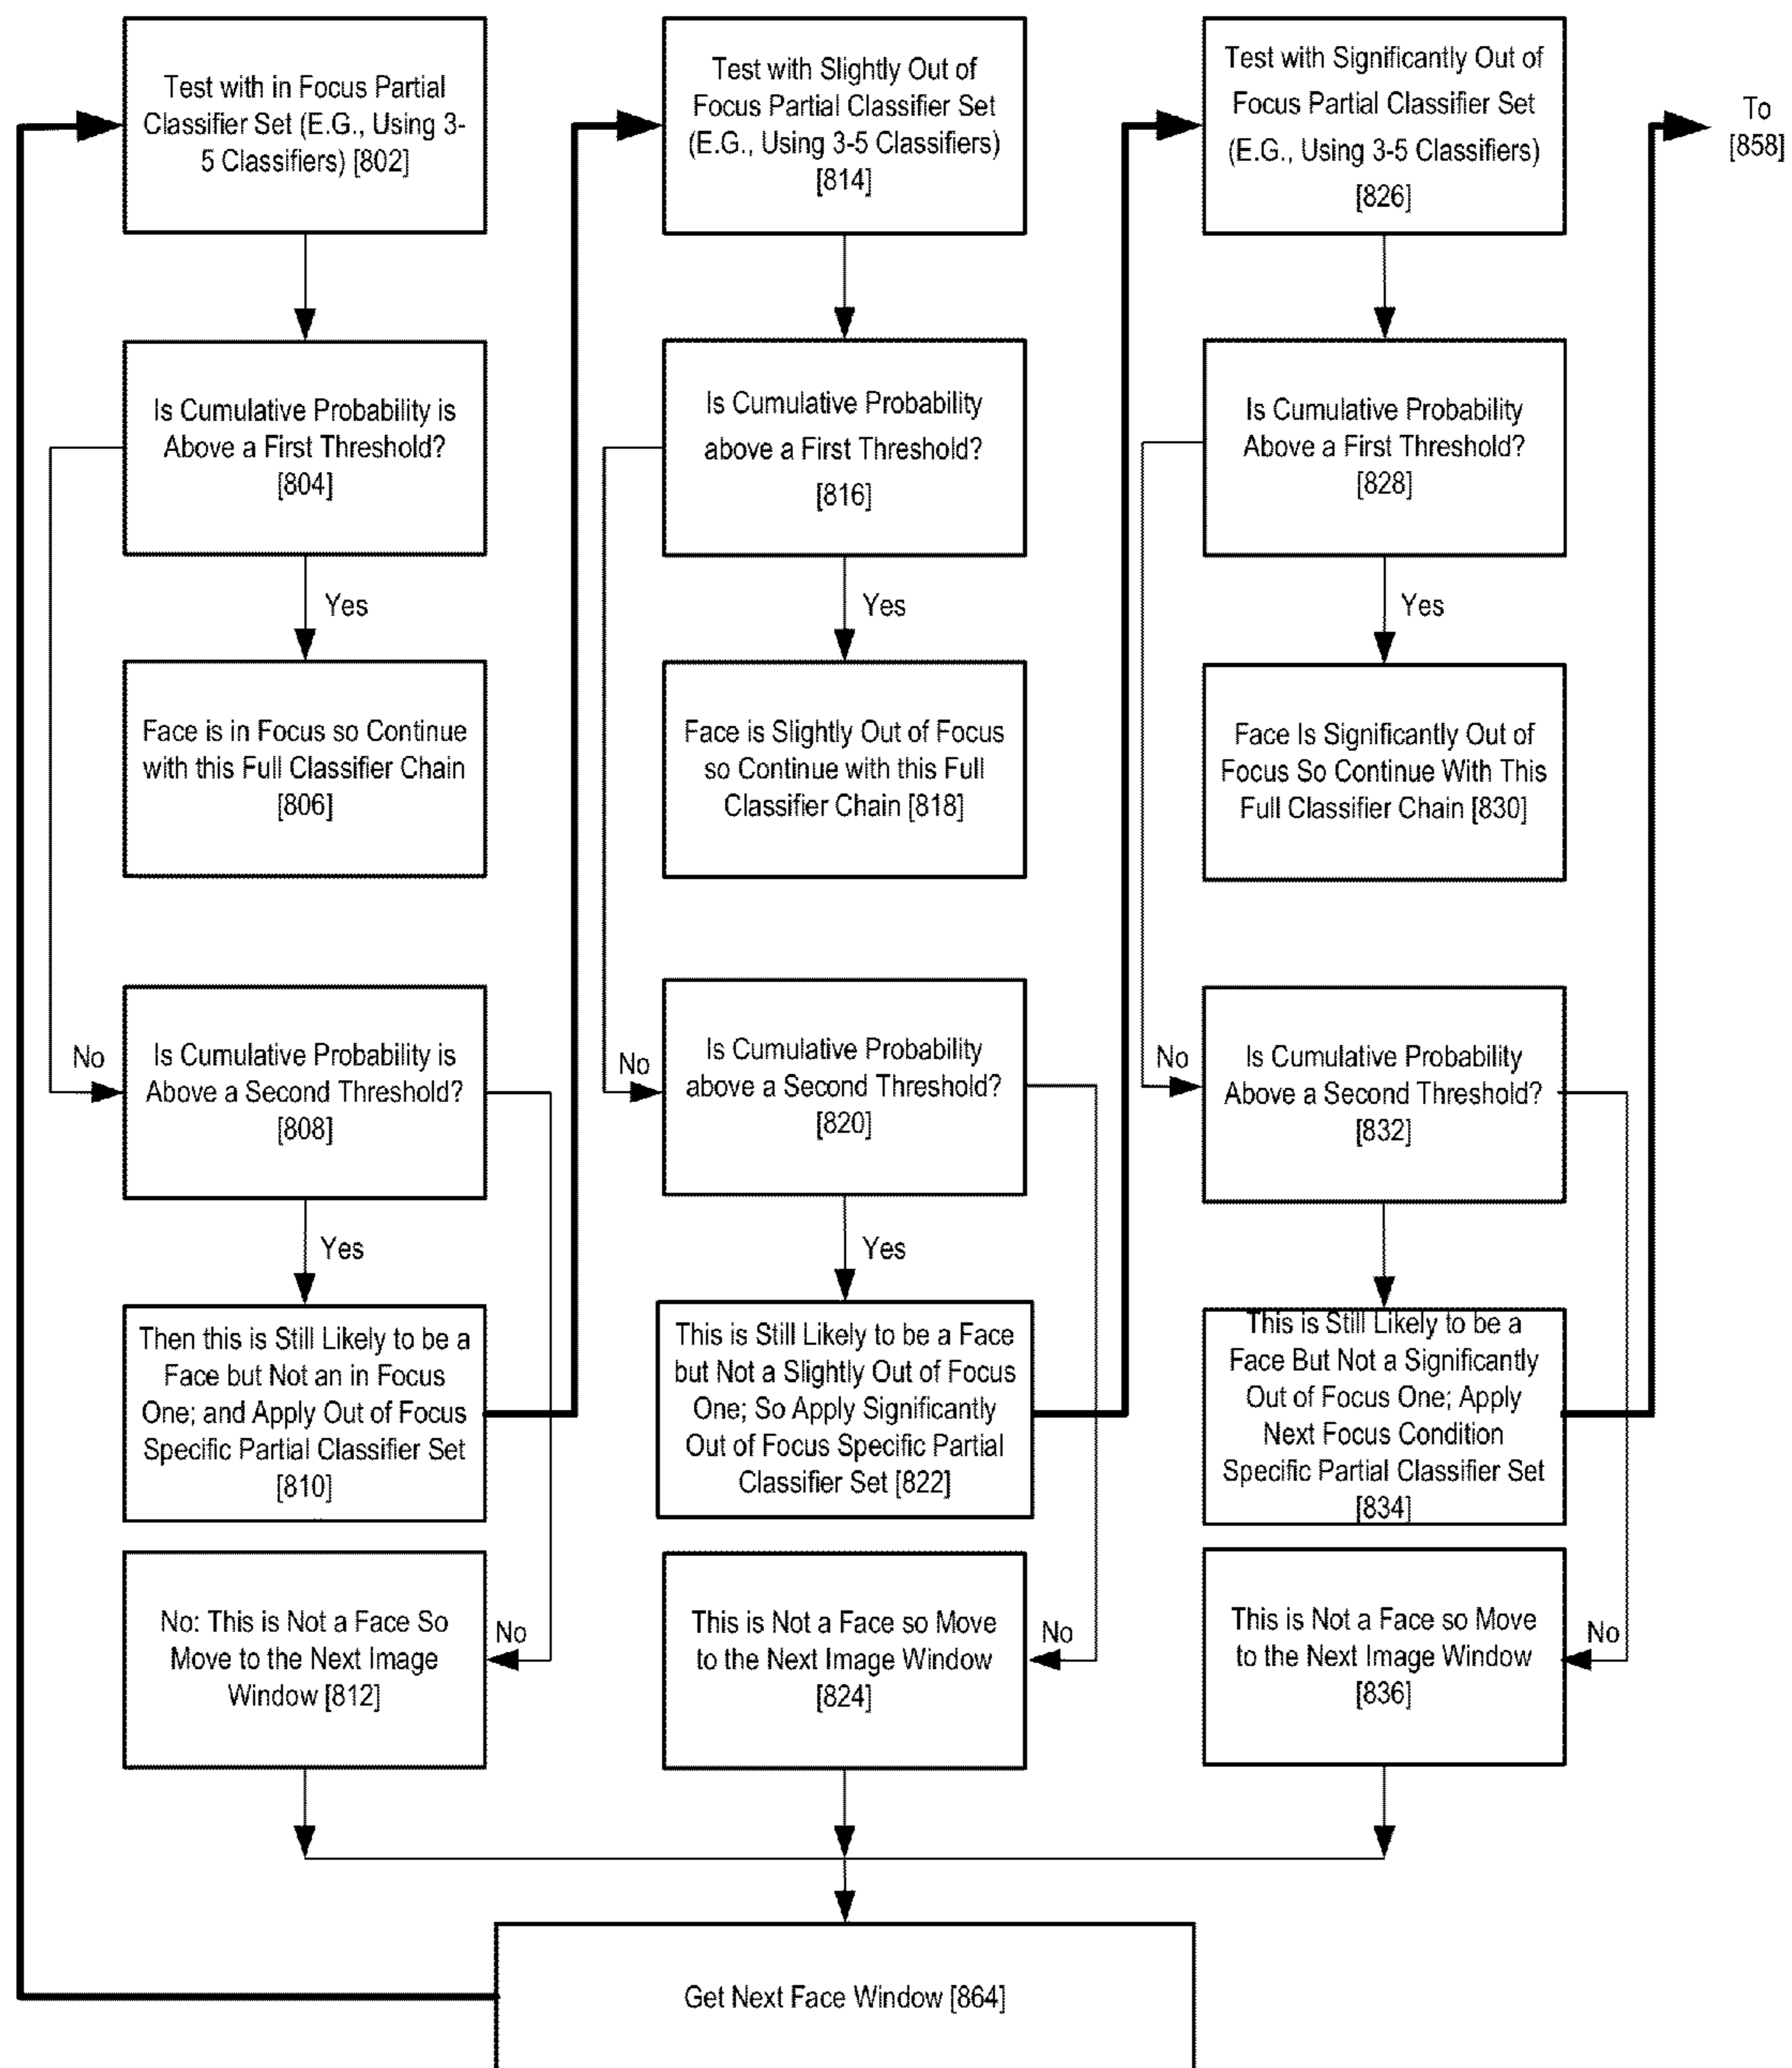 Test with in Focus Partial
Classifier Set (E.G., Using 3-
5 Classifiers) [802]
Is Cumulative Probability is
Above a First Threshold?
[804]
Yes
Face is in Focus so Continue
with this Full Classifier Chain
[806]
No
Is Cumulative Probability is
Above a Second Threshold?
[808]
Yes
Then this is Still Likely to be a
Face but Not an in Focus
One; and Apply Out of Focus
Specific Partial Classifier Set
[810]
No: This is Not a Face So
Move to the Next Image
Window [812]
No
Test with Slightly Out of
Focus Partial Classifier Set
(E.G., Using 3-5 Classifiers)
[814]
Is Cumulative Probability
above a First Threshold?
[816]
Yes
Face is Slightly Out of Focus
so Continue with this Full
Classifier Chain [818]
No
Is Cumulative Probability
above a Second Threshold?
[820]
Yes
This is Still Likely to be a Face
but Not a Slightly Out of Focus
One; So Apply Significantly
Out of Focus Specific Partial
Classifier Set [822]
This is Not a Face so Move
to the Next Image Window
[824]
No
Test with Significantly Out of
Focus Partial Classifier Set
(E.G., Using 3-5 Classifiers)
[826]
Is Cumulative Probability
Above a First Threshold?
[828]
Yes
Face Is Significantly Out of
Focus So Continue With This
Full Classifier Chain [830]
No
Is Cumulative Probability
Above a Second Threshold?
[832]
This is Still Likely to be a
Face But Not a Significantly
Out of Focus One; Apply
Next Focus Condition
Specific Partial Classifier Set
[834]
This is Not a Face so Move
to the Next Image Window
[836]
No
To
[858]
Get Next Face Window [864]